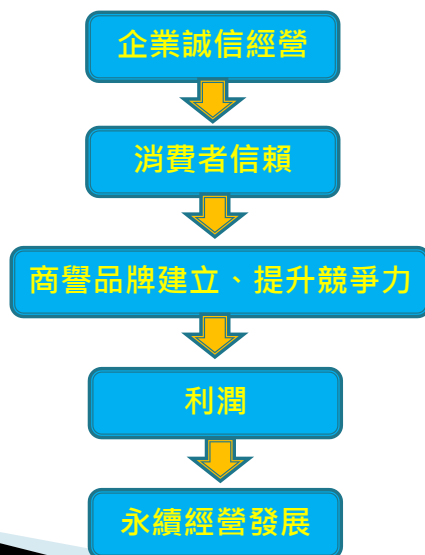 企業誠信經營
消費者信賴
商譽品牌建立、提升競爭力
利潤
永續經營發展